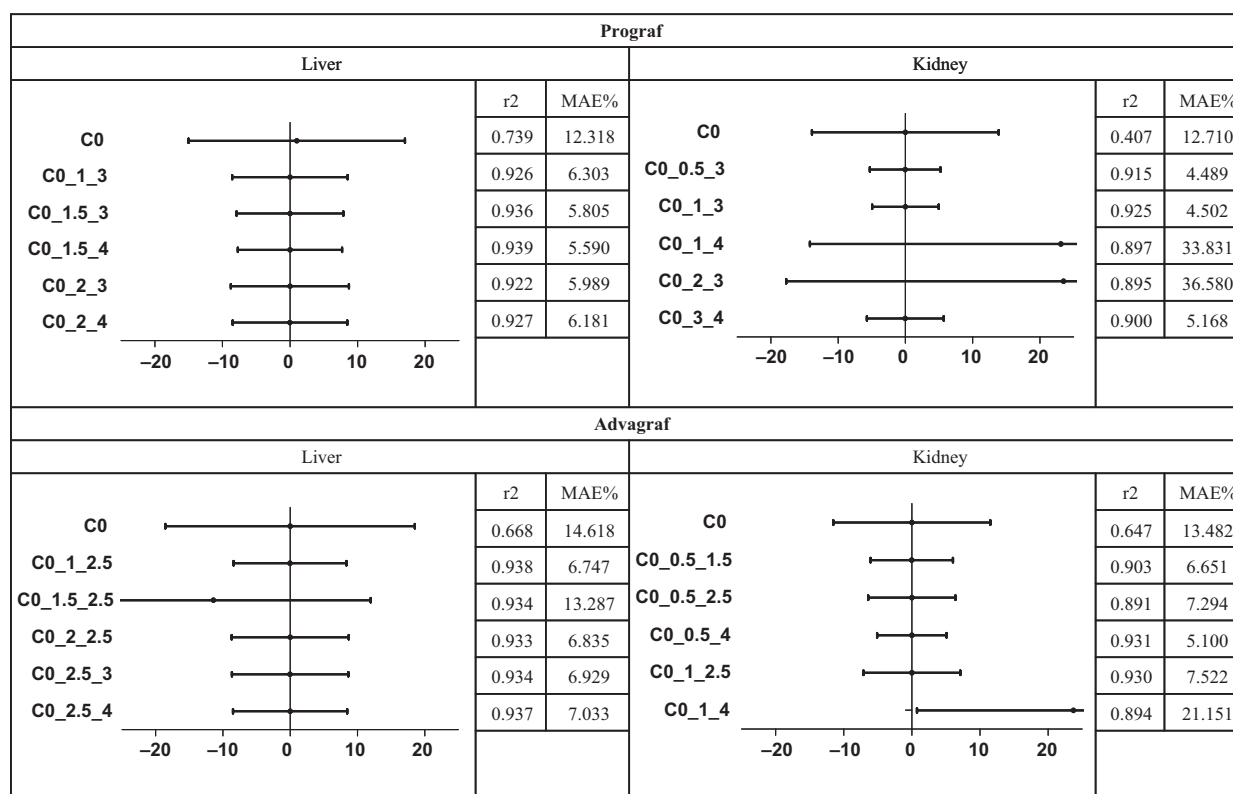 Prograf
Liver Kidney
r2 MAE% r2 MAE%
C0 0.739 12.318 C0 0.407 12.710
C0_1_3 0.926 6.303 C0_0.5_3 0.915 4.489
C0_1.5_3 0.936 5.805 C0_1_3 0.925 4.502
C0_1.5_4 0.939 5.590 C0_1_4 0.897 33.831
C0_2_3 0.922 5.989 C0_2_3 0.895 36.580
C0_2_4 0.927 6.181 C0_3_4 0.900 5.168
–20 –10 0 10 20 –20 –10 0 10 20
Advagraf
Liver Kidney
r2 MAE% r2 MAE%
C0 0.668 14.618 C0 0.647 13.482
C0_1_2.5 0.938 6.747 C0_0.5_1.5 0.903 6.651
C0_1.5_2.5 0.934 13.287 C0_0.5_2.5 0.891 7.294
C0_2_2.5 0.933 6.835 C0_0.5_4 0.931 5.100
C0_2.5_3 0.934 6.929 C0_1_2.5 0.930 7.522
C0_2.5_4 0.937 7.033 C0_1_4 0.894 21.151
–20 –10 0 10 20 –20 –10 0 10 20